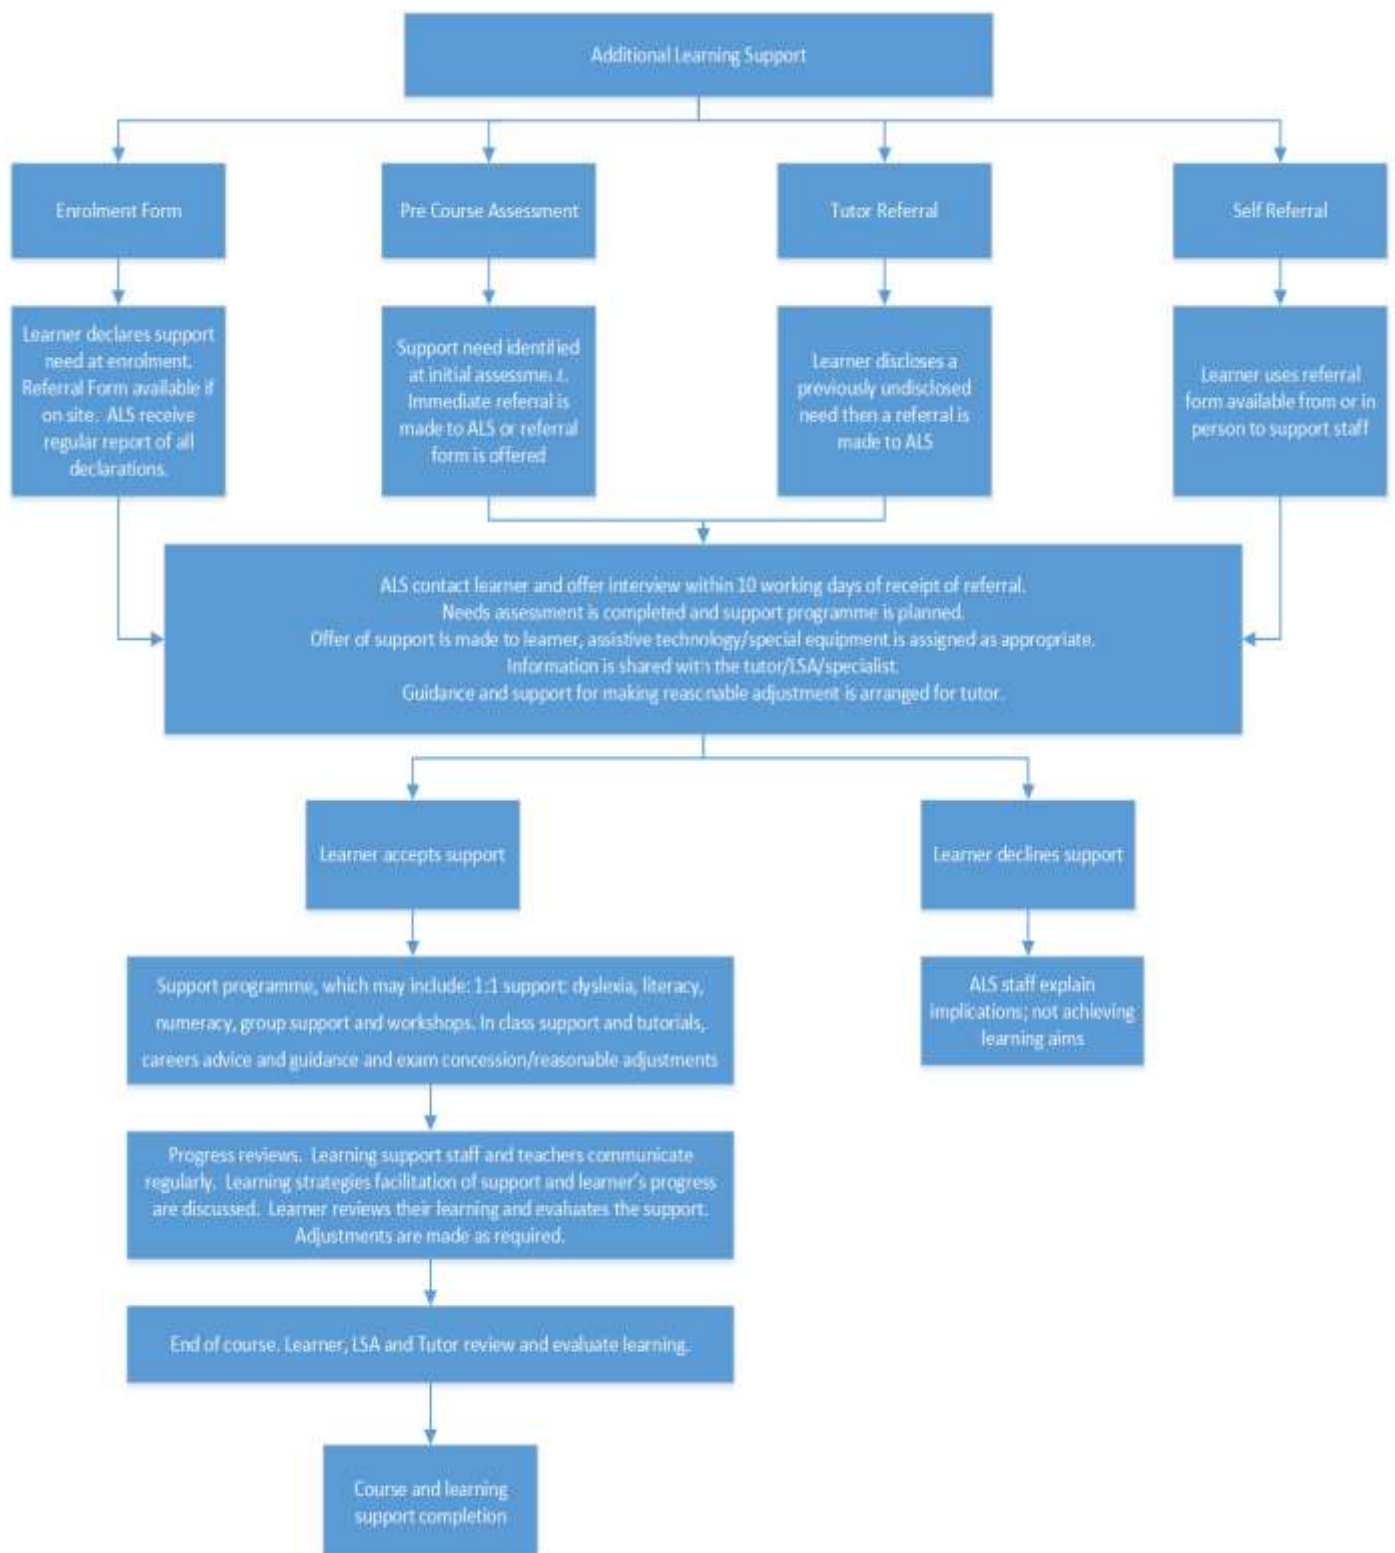 Additional Learning Support
Enrolment Form
Pre Course Assessment
Tutor Referral
Self Referral
Learner declares support
need at enrolment.
Referral Form available if
on site. ALS receive
regular report of all
declarations.
Support need identified
at initial assessment.
Immediate referral is
made to ALS or referral
form is offered
Learner discloses a
previously undisclosed
need then a referral is
made to ALS
Learner uses referral
form available from or in
person to support staff
ALS contact learner and offer interview within 10 working days of receipt of referral.
Needs assessment is completed and support programme is planned.
Offer of support is made to learner, assistive technology/special equipment is assigned as appropriate.
Information is shared with the tutor/LSA/specialist.
Guidance and support for making reasonable adjustment is arranged for tutor.
Learner accepts support
Learner declines support
Support programme, which may include: 1:1 support: dyslexia, literacy,
numeracy, group support and workshops. In class support and tutorials,
careers advice and guidance and exam concession/reasonable adjustments
ALS staff explain
implications; not achieving
learning aims
Progress reviews. Learning support staff and teachers communicate
regularly. Learning strategies facilitation of support and learner's progress
are discussed. Learner reviews their learning and evaluates the support.
Adjustments are made as required.
End of course. Learner, LSA and Tutor review and evaluate learning.
Course and learning
support completion